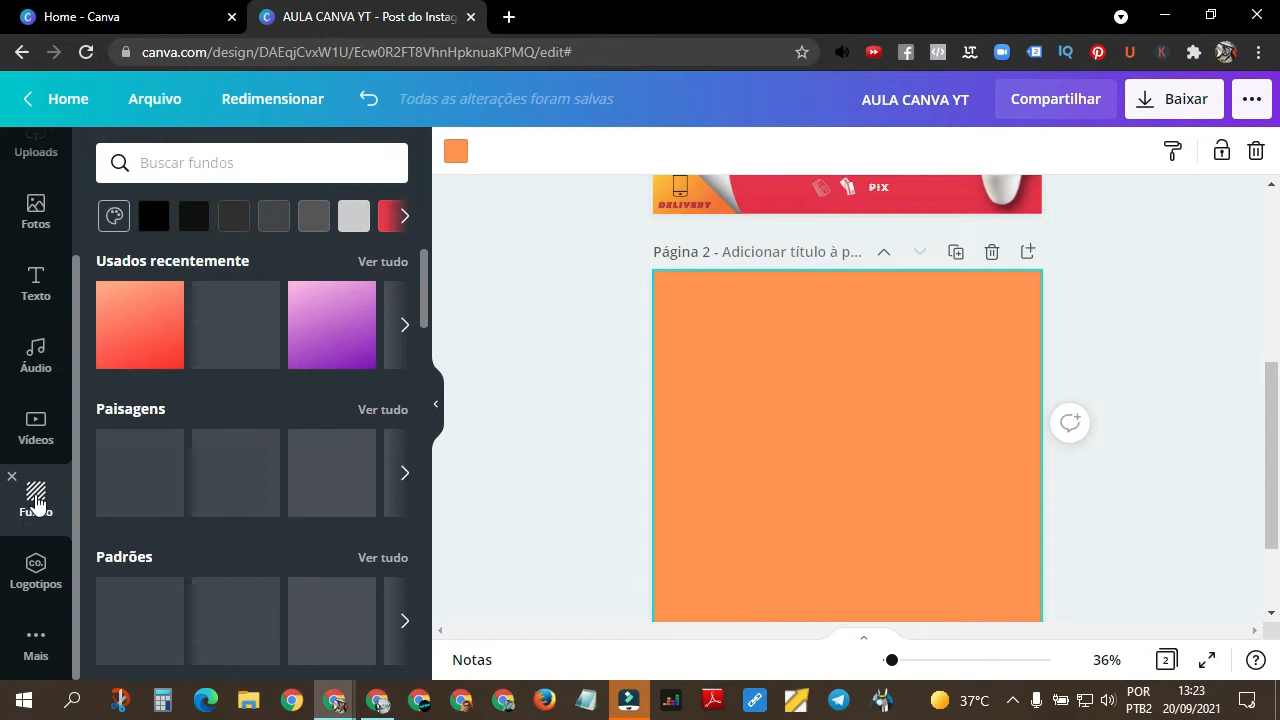 Home - Canva
AULA CANVA YT - Post do Instag
canva.com/design/DAEqjCvxW1U/Ecw0R2FT8VhnHpknuaKPMQ/edit#
Home
Arquivo
Redimensionar
Todas as alterações foram salvas
AULA CANVA YT
Compartilhar
Baixar
Uploads
Fotos
Texto
Áudio
Vídeos
Logotipos
co.
Mais
Buscar fundos
Usados recentemente
Ver tudo
Paisagens
Ver tudo
Padrões
Ver tudo
DELIVERY
PIX
Página 2 - Adicionar título à p...
Notas
36%
2
37°C
POR
PTB2
13:23
20/09/2021